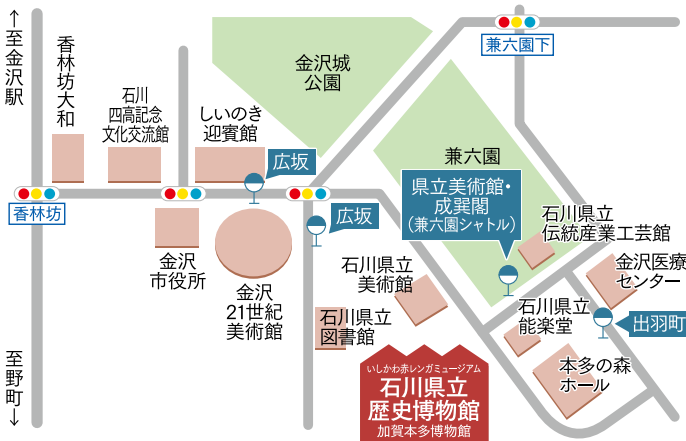 ↑至金沢駅
香林坊大和
石川
四高記念
文化交流館
しいのき
迎賓館
金沢城
公園
兼六園下
兼六園
広坂
県立美術館・
成巽閣
(兼六園シャトル)
香林坊
広坂
石川県立
伝統産業工芸館
金沢
市役所
金沢
21世紀
美術館
石川県立
美術館
金沢医療
センター
石川県立
図書館
石川県立
能楽堂
出羽町
至野町↓
いしかわ赤レンガミュージアム
石川県立
歴史博物館
加賀本多博物館
本多の森
ホール